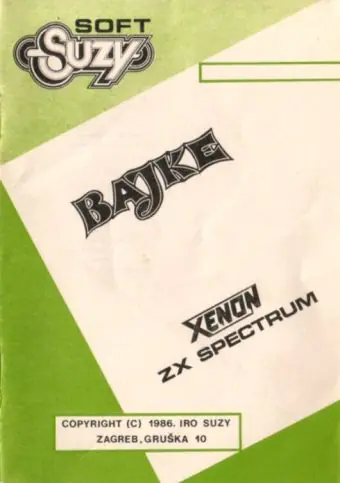 SOFT
SUZY
BAJKE
XENON
ZX SPECTRUM
COPYRIGHT (C) 1986. IRO SUZY
ZAGREB, GRUŠKA 10